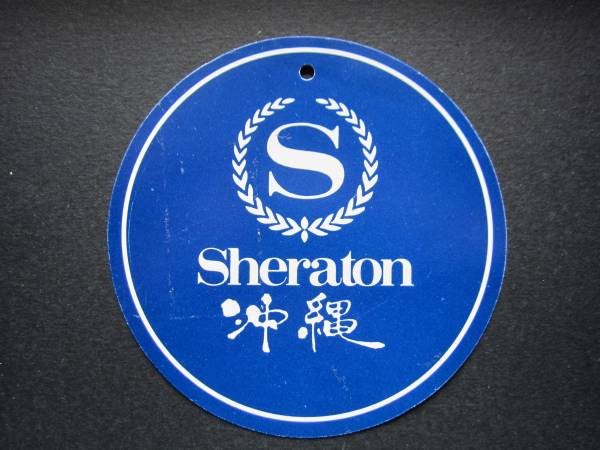 S
Sheraton
沖縄